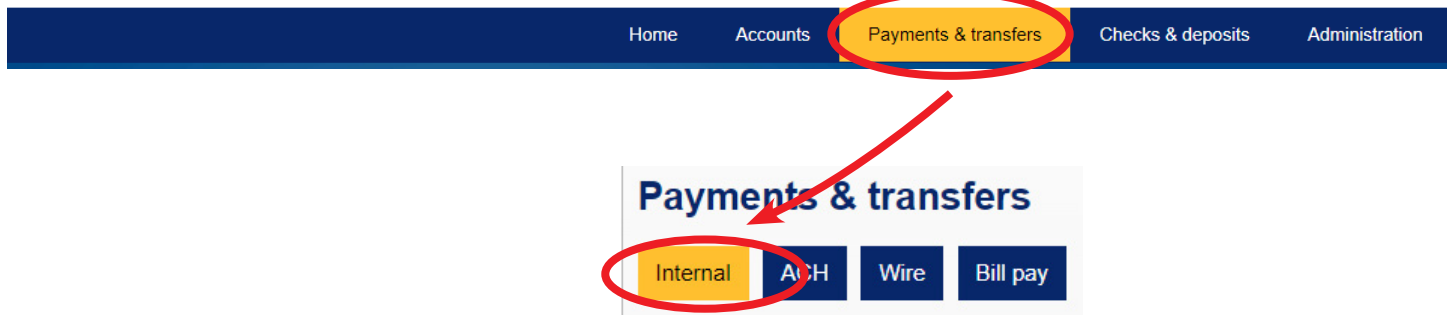 Home Accounts Payments & transfers Checks & deposits Administration
Payments & transfers
Internal ACH Wire Bill pay